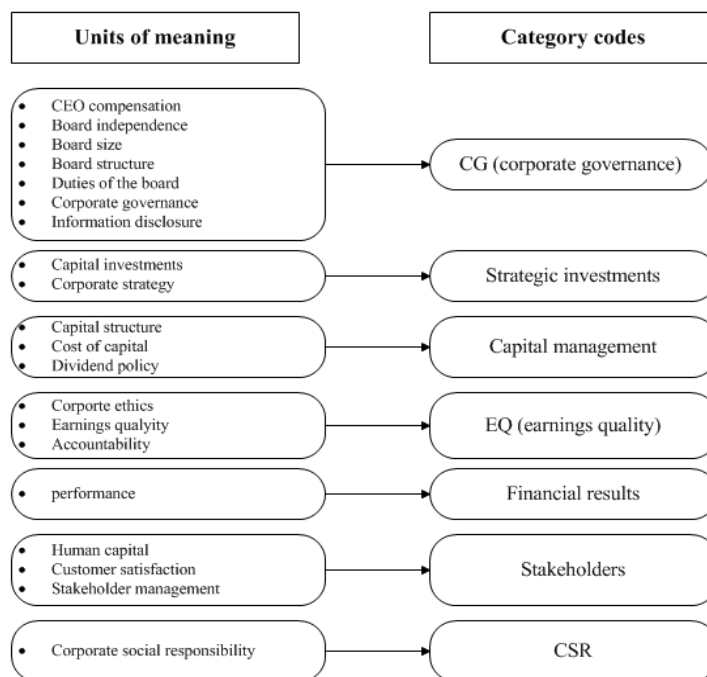 Units of meaning
Category codes
• CEO compensation
• Board independence
• Board size
• Board structure
• Duties of the board
• Corporate governance
• Information disclosure
CG (corporate governance)
• Capital investments
• Corporate strategy
Strategic investments
• Capital structure
• Cost of capital
• Dividend policy
Capital management
• Corporte ethics
• Earnings qualyity
• Accountability
EQ (earnings quality)
• performance
Financial results
• Human capital
• Customer satisfaction
• Stakeholder management
Stakeholders
• Corporate social responsibility
CSR